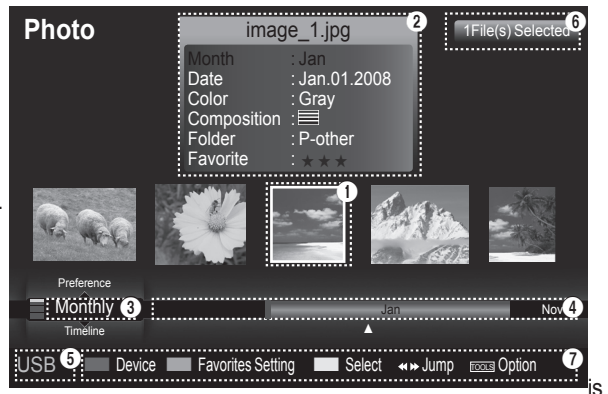 Photo
image_1.jpg
2
1File(s) Selected
6
Month : Jan
Date : Jan.01.2008
Color : Gray
Composition :
Folder : P-other
Favorite : ★★★
1
Preference
Monthly 3
Jan
Nov 4
Timeline
USB 5 Device Favorites Setting Select ◄◄ ►► Jump TOOLS Option 7
is